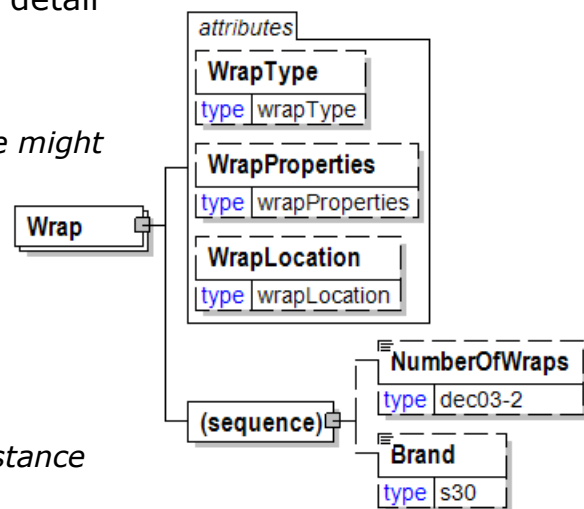 detail
attributes
WrapType
type wrapType
e might
WrapProperties
type wrapProperties
Wrap
WrapLocation
type wrapLocation
NumberOfWraps
type dec03-2
(sequence)
Brand
stance
type s30